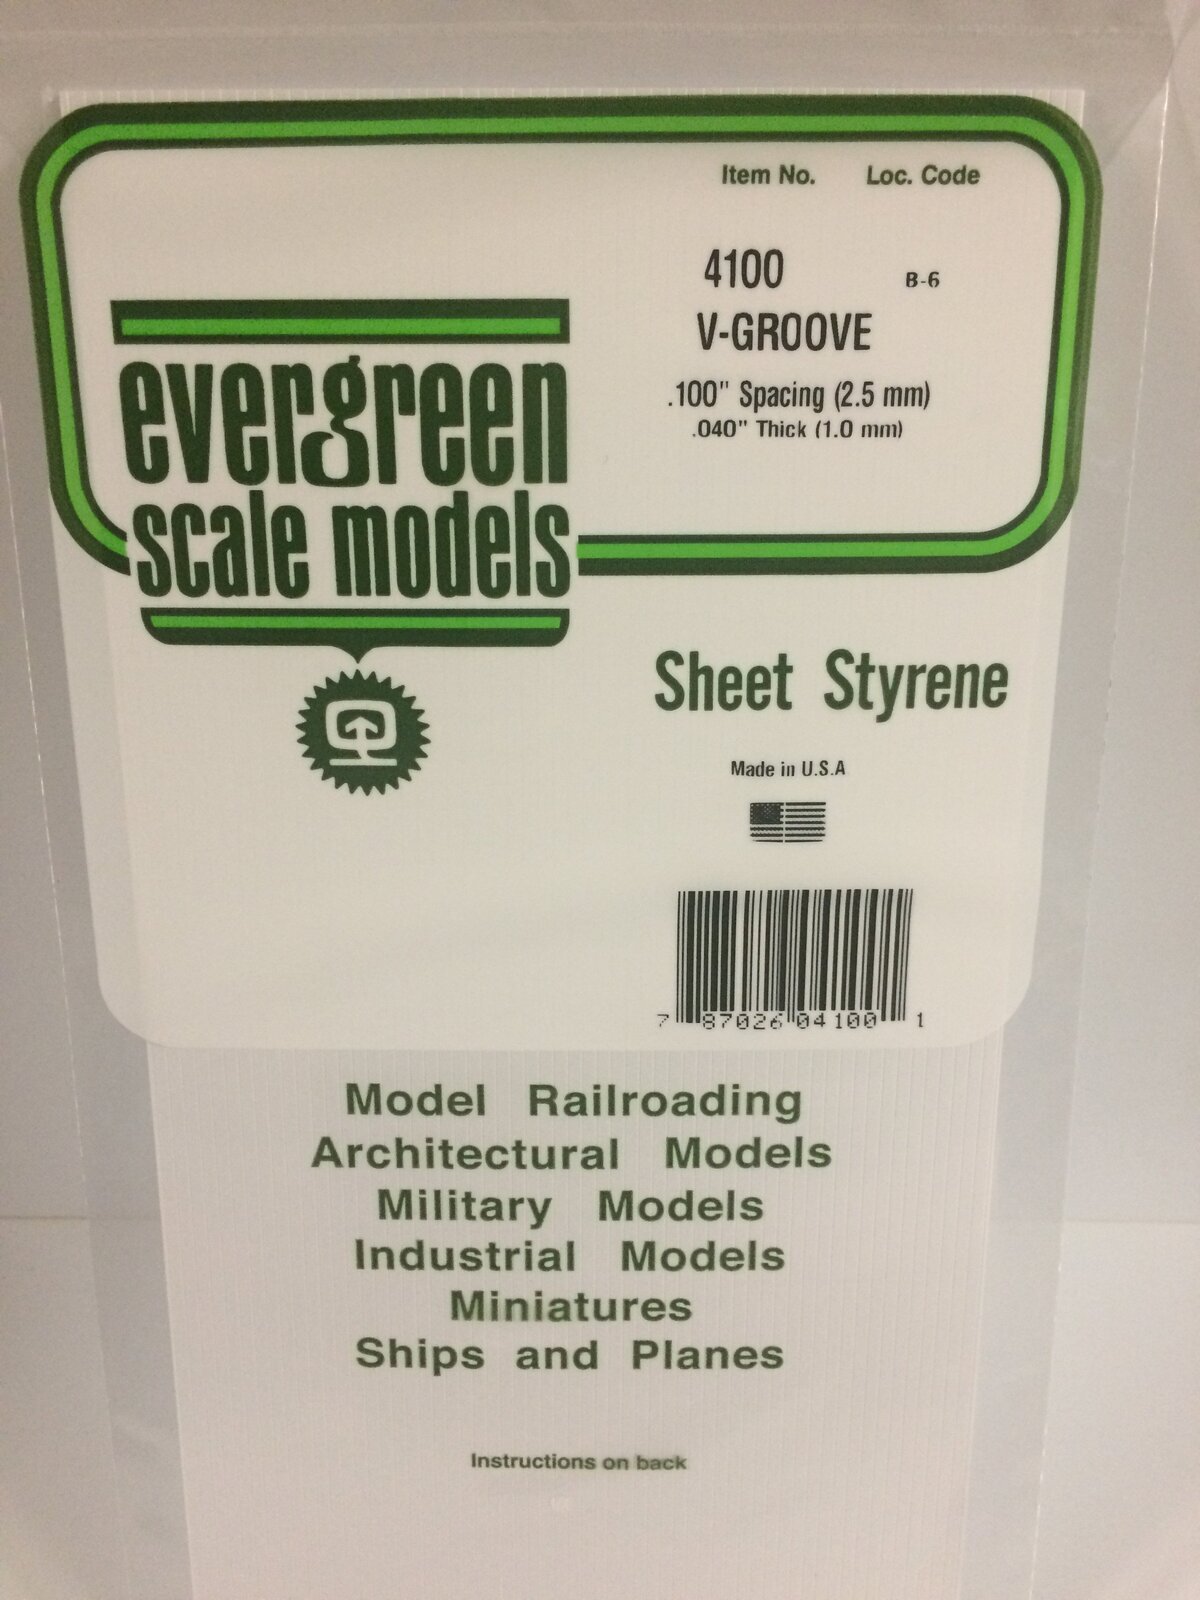 Item No. Loc. Code
4100 B-6
V-GROOVE
.100" Spacing (2.5 mm)
.040" Thick (1.0 mm)
evergreen
scale models
Sheet Styrene
Made in U.S.A
7 87026 04100 1
Model Railroading
Architectural Models
Military Models
Industrial Models
Miniatures
Ships and Planes
Instructions on back